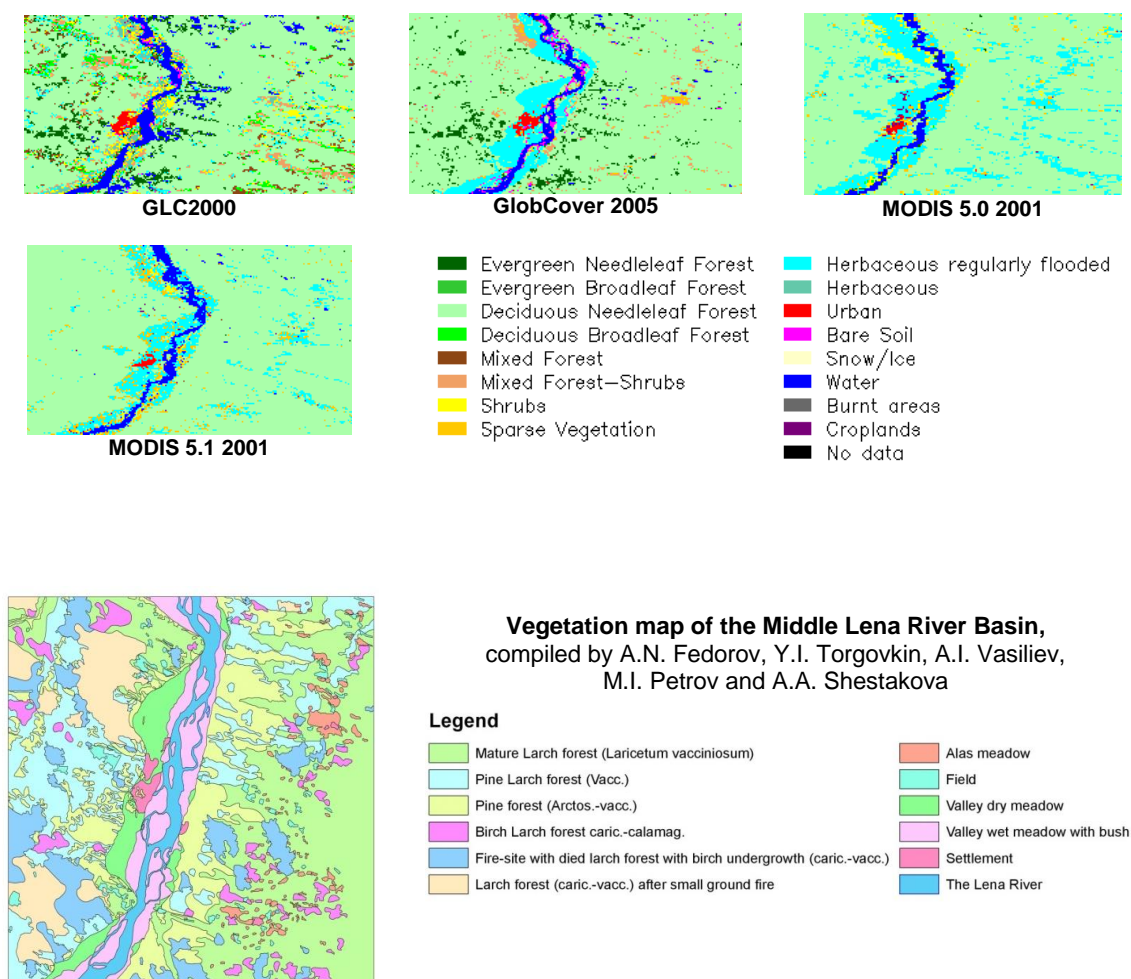 GLC2000
GlobCover 2005
MODIS 5.0 2001
MODIS 5.1 2001
Evergreen Needleleaf Forest
Evergreen Broadleaf Forest
Deciduous Needleleaf Forest
Deciduous Broadleaf Forest
Mixed Forest
Mixed Forest–Shrubs
Shrubs
Sparse Vegetation
Herbaceous regularly flooded
Herbaceous
Urban
Bare Soil
Snow/Ice
Water
Burnt areas
Croplands
No data
Vegetation map of the Middle Lena River Basin,
compiled by A.N. Fedorov, Y.I. Torgovkin, A.I. Vasiliev,
M.I. Petrov and A.A. Shestakova
Legend
Mature Larch forest (Laricetum vacciniosum)
Pine Larch forest (Vacc.)
Pine forest (Arctos.-vacc.)
Birch Larch forest caric.-calamag.
Fire-site with died larch forest with birch undergrowth (caric.-vacc.)
Larch forest (caric.-vacc.) after small ground fire
Alas meadow
Field
Valley dry meadow
Valley wet meadow with bush
Settlement
The Lena River